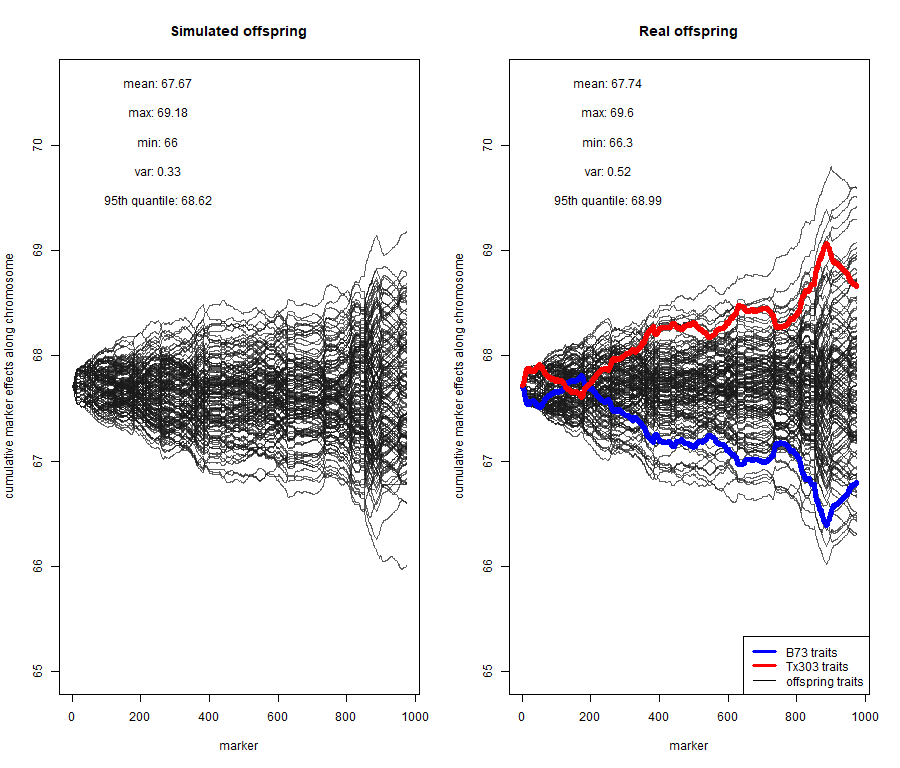 Simulated offspring
mean: 67.67
max: 69.18
min: 66
var: 0.33
95th quantile: 68.62
cumulative marker effects along chromosome
70
69
68
67
66
65
0 200 400 600 800 1000
marker
Real offspring
mean: 67.74
max: 69.6
min: 66.3
var: 0.52
95th quantile: 68.99
cumulative marker effects along chromosome
70
69
68
67
66
65
B73 traits
Tx303 traits
offspring traits
0 200 400 600 800 1000
marker